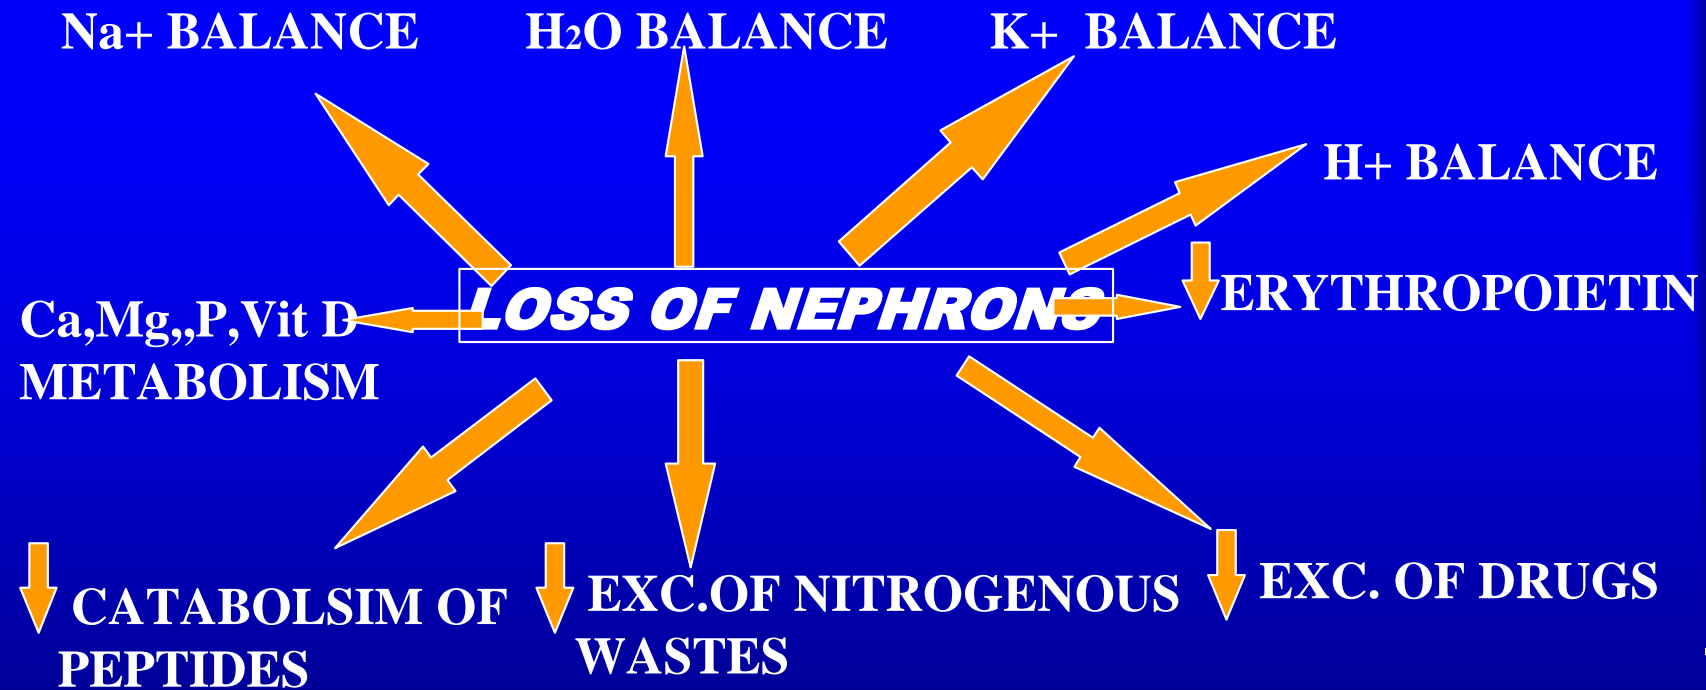 Na+ BALANCE
H2O BALANCE
K+ BALANCE
H+ BALANCE
LOSS OF NEPHRONS
ERYTHROPOIETIN
Ca,Mg,,P,Vit D
METABOLISM
CATABOLSIM OF
PEPTIDES
EXC.OF NITROGENOUS
WASTES
EXC. OF DRUGS